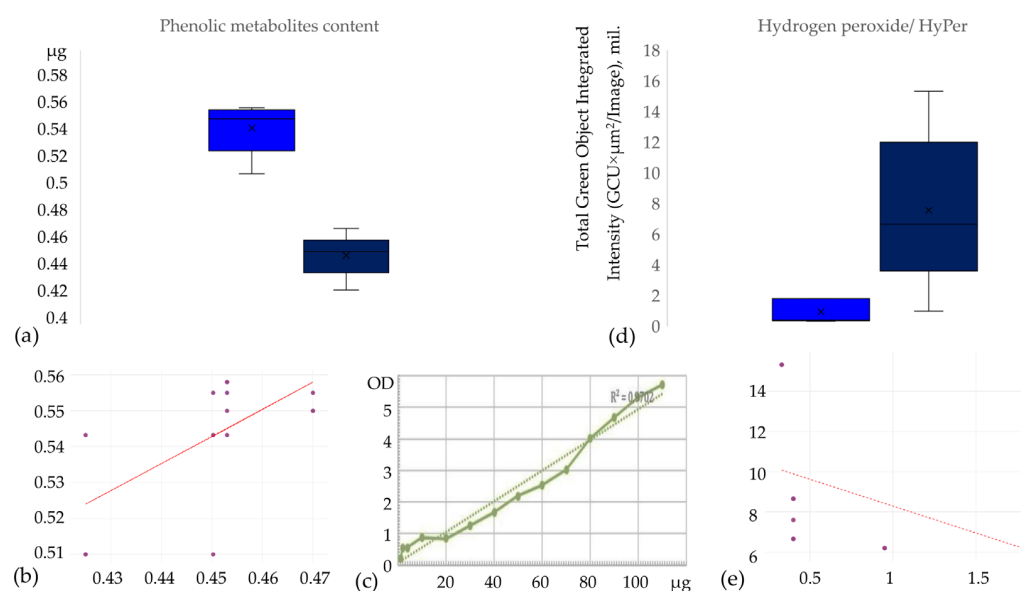 Phenolic metabolites content
μg
0.58
0.56
0.54
0.52
0.5
0.48
0.46
0.44
0.42
0.4
(a)
Hydrogen peroxide/ HyPer
Total Green Object Integrated
Intensity (GCU×μm²/Image), mil.
18
16
14
12
10
8
6
4
2
0
(d)
0.56
0.55
0.54
0.53
0.52
0.51
0.43 0.44 0.45 0.46 0.47
(b)
OD
R² = 0.9702
5
4
3
2
1
0
20 40 60 80 100 μg
(c)
14
12
10
8
6
0.5 1 1.5
(e)